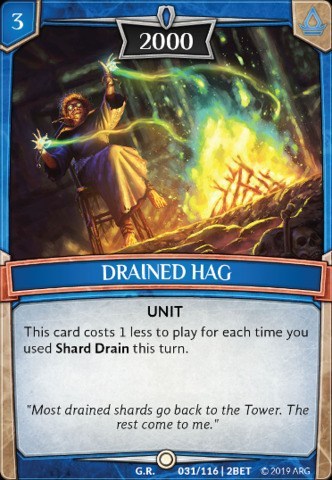 3
2000
DRAINED HAG
UNIT
This card costs 1 less to play for each time you
used Shard Drain this turn.
"Most drained shards go back to the Tower. The
rest come to me."
G.R. 031/116 | 2BET © 2019 ARG